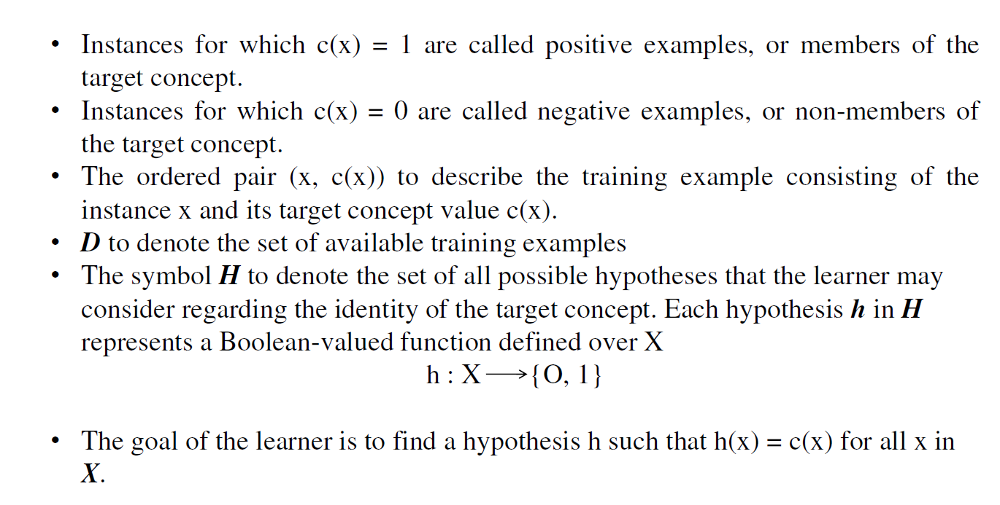 • Instances for which c(x) = 1 are called positive examples, or members of the
target concept.
• Instances for which c(x) = 0 are called negative examples, or non-members of
the target concept.
• The ordered pair (x, c(x)) to describe the training example consisting of the
instance x and its target concept value c(x).
• D to denote the set of available training examples
• The symbol H to denote the set of all possible hypotheses that the learner may
consider regarding the identity of the target concept. Each hypothesis h in H
represents a Boolean-valued function defined over X
h : X⟶{O, 1}
• The goal of the learner is to find a hypothesis h such that h(x) = c(x) for all x in
X.